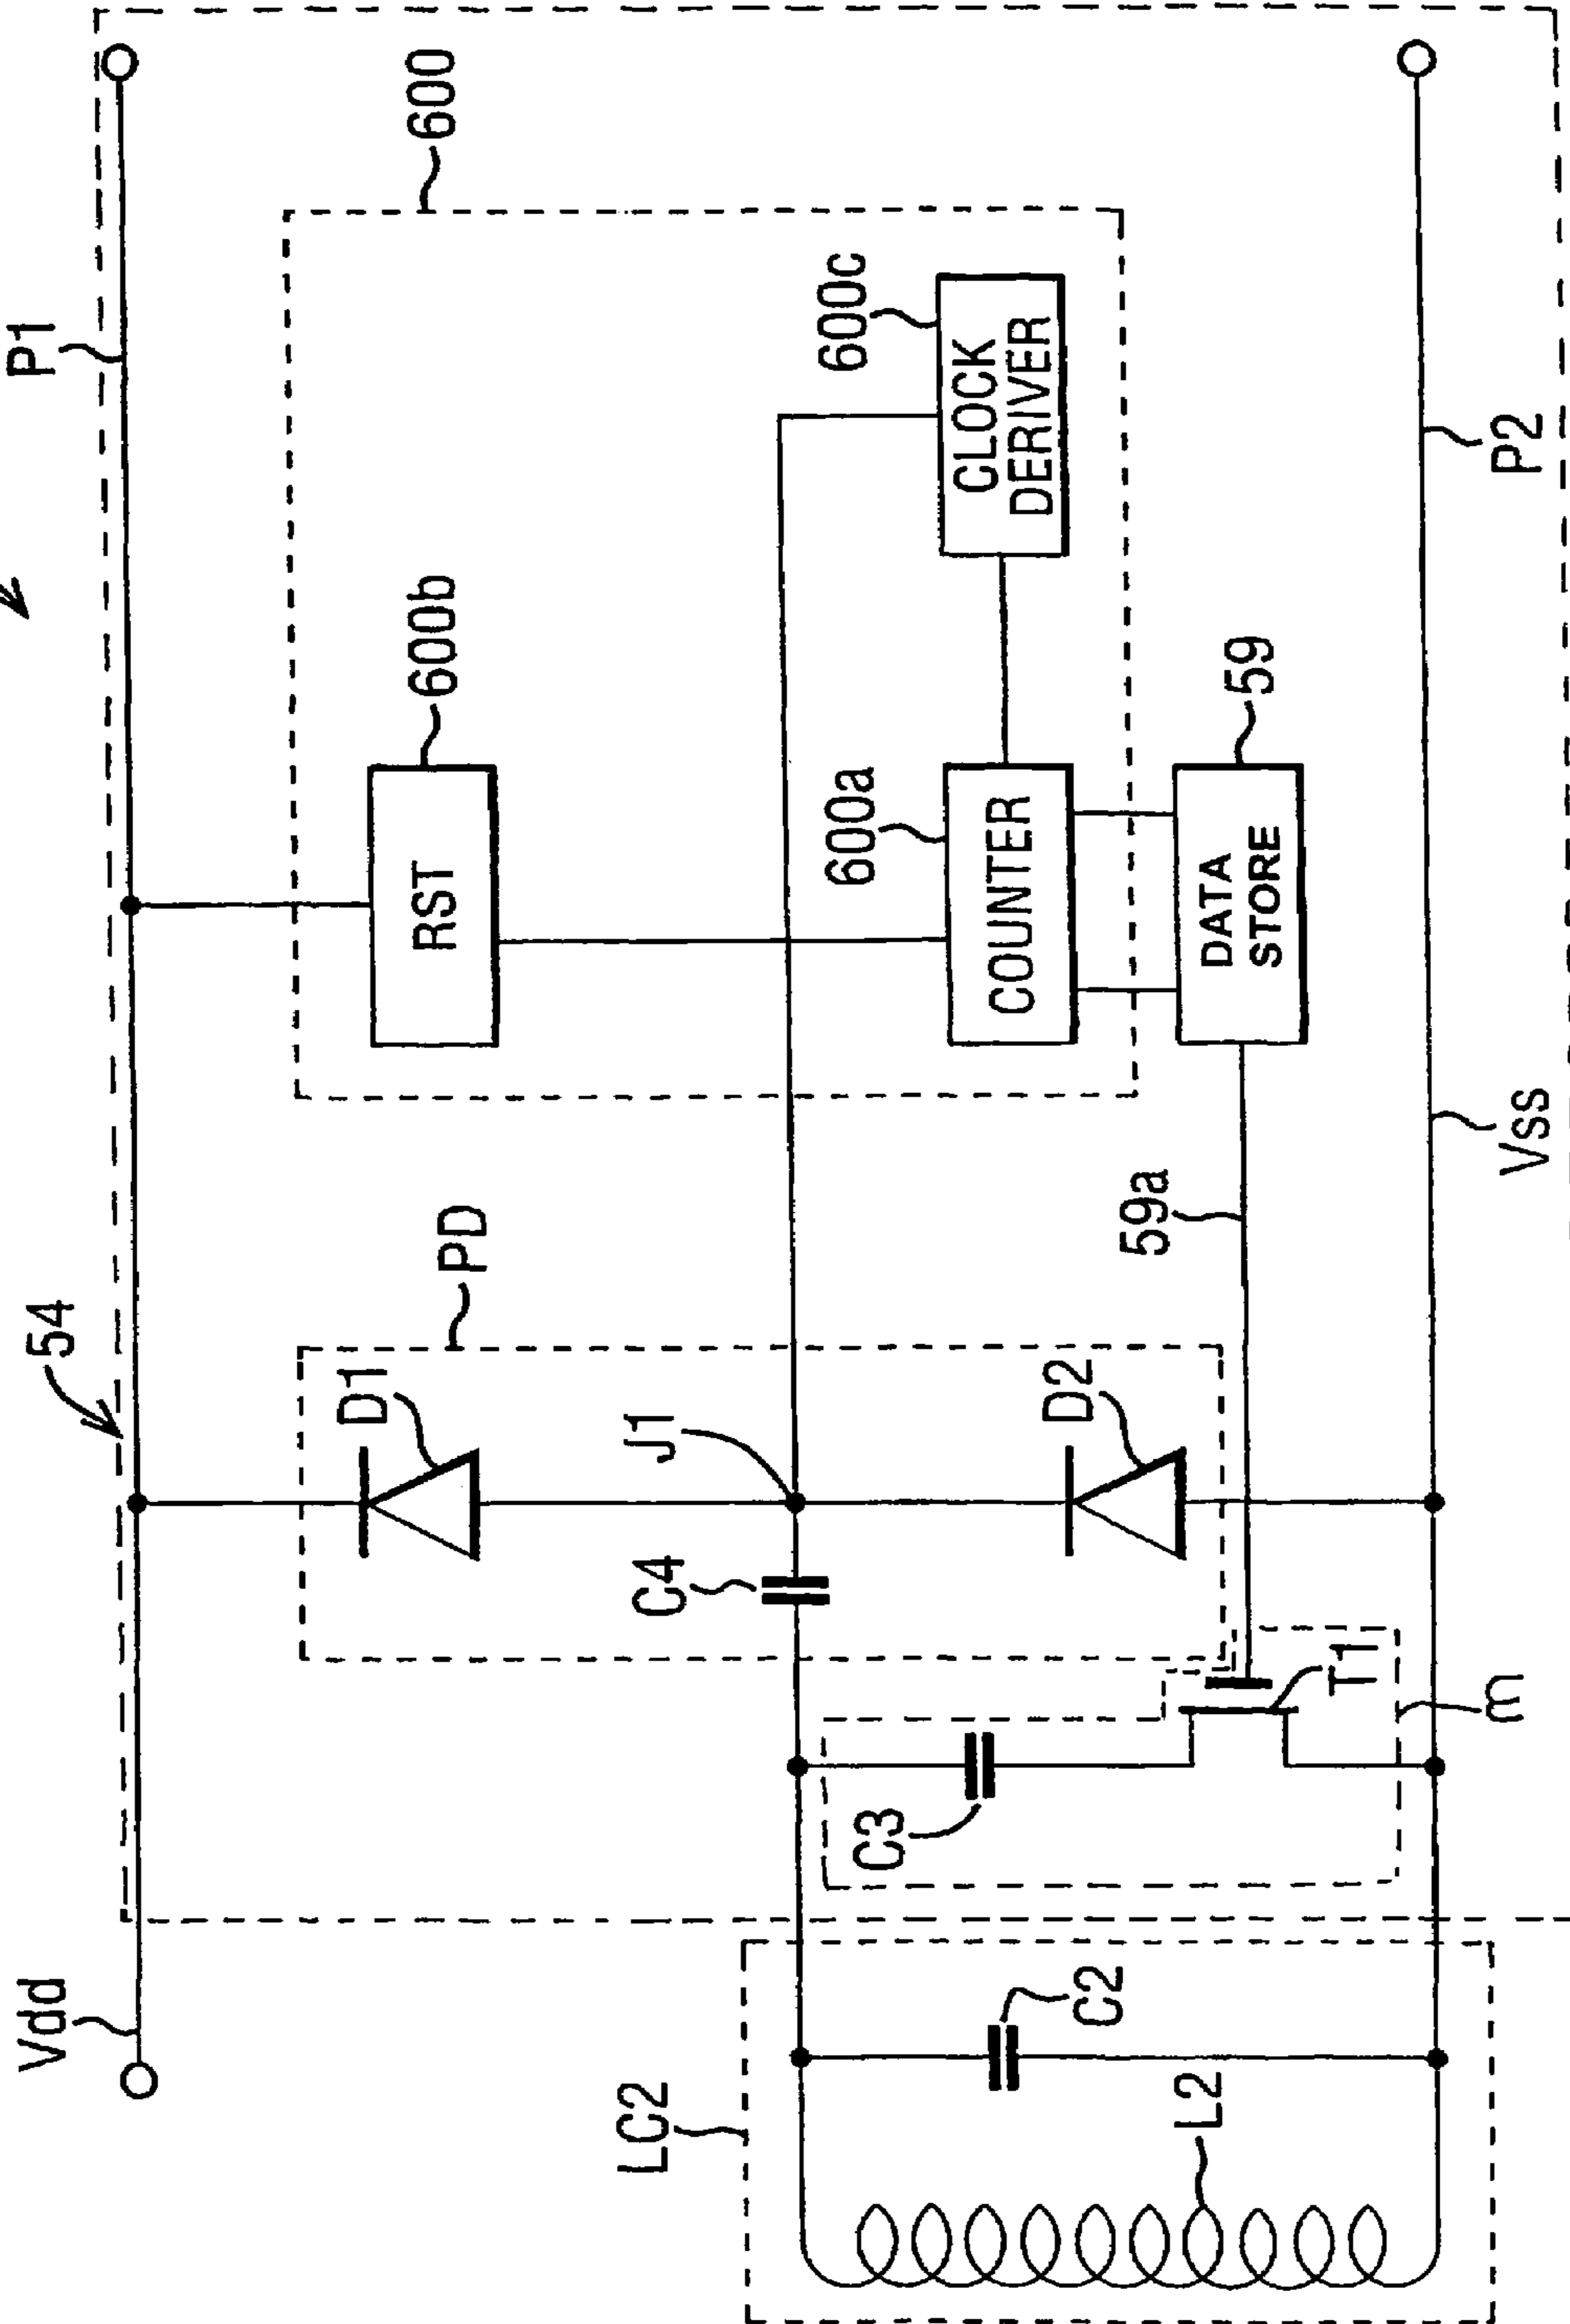 P1
54
Vdd
600
600b
RST
PD
D1
J1
C4
600c
CLOCK
DERIVER
600a
COUNTER
59
DATA
STORE
59a
D2
C3
T1
m
LC2
C2
L2
P2
Vss